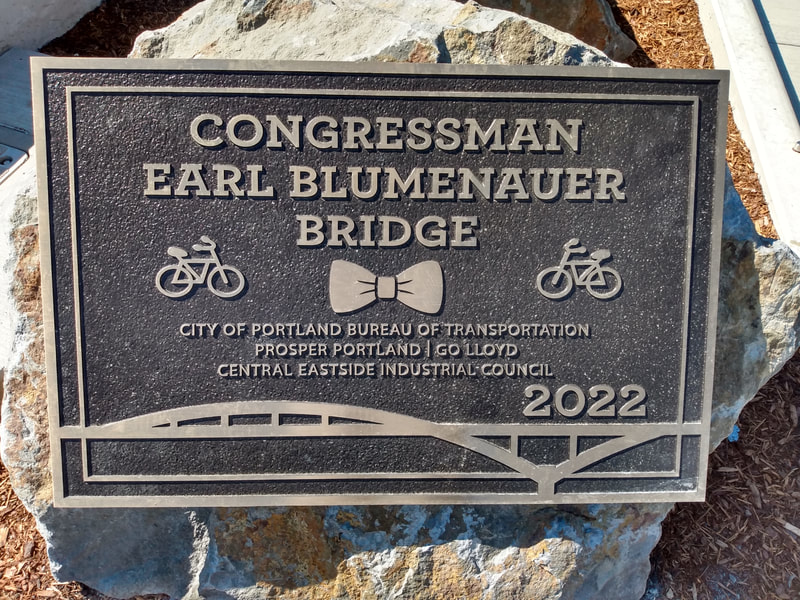 CONGRESSMAN
EARL BLUMENAUER
BRIDGE
CITY OF PORTLAND BUREAU OF TRANSPORTATION
PROSPER PORTLAND | GO LLOYD
CENTRAL EASTSIDE INDUSTRIAL COUNCIL
2022